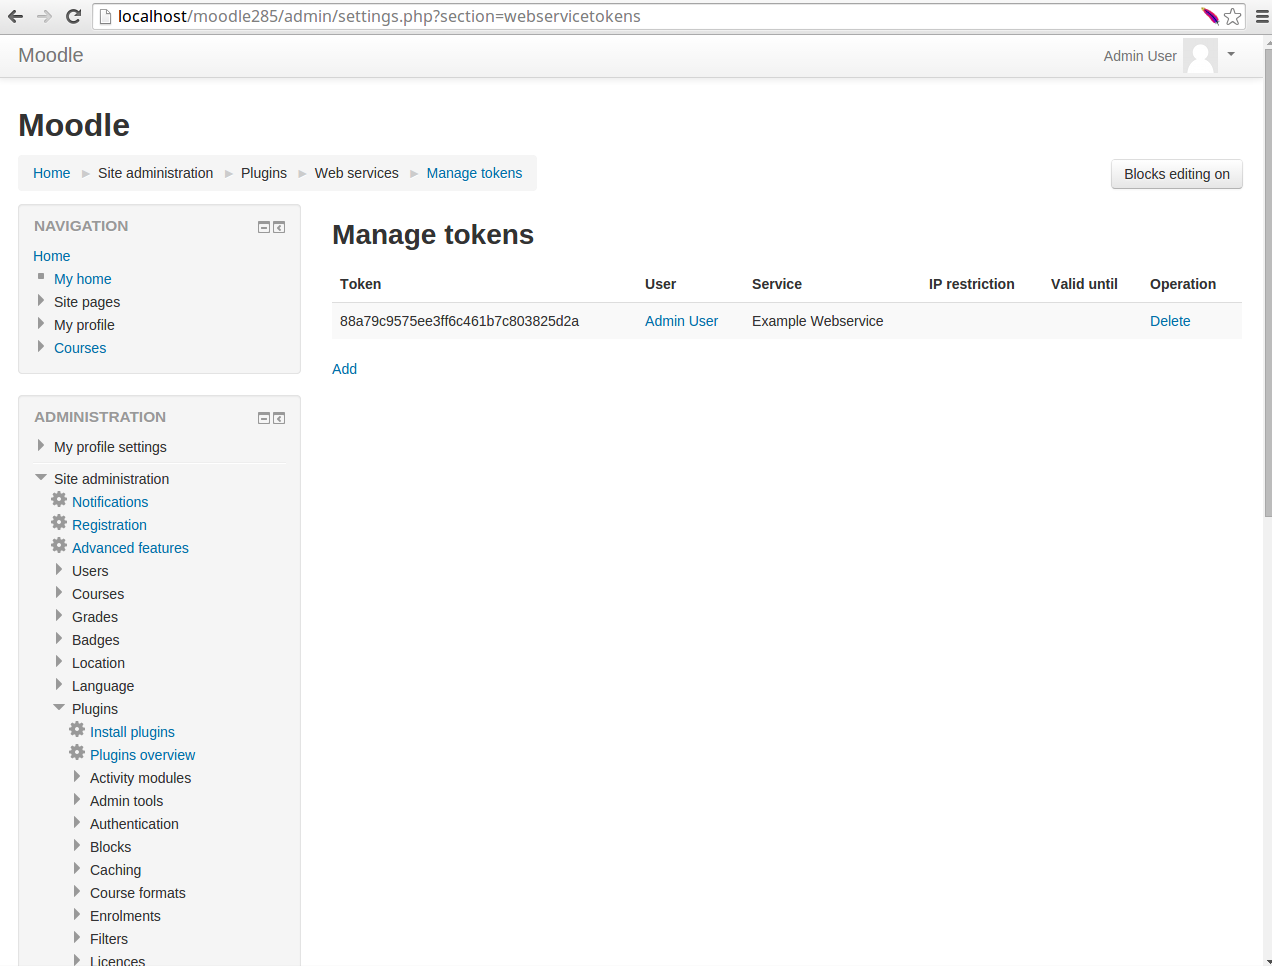 localhost/moodle285/admin/settings.php?section=webservicetokens
Moodle
Admin User
Moodle
Home Site administration Plugins Web services Manage tokens
Blocks editing on
NAVIGATION
Home
My home
Site pages
My profile
Courses
ADMINISTRATION
My profile settings
Site administration
Notifications
Registration
Advanced features
Users
Courses
Grades
Badges
Location
Language
Plugins
Install plugins
Plugins overview
Activity modules
Admin tools
Authentication
Blocks
Caching
Course formats
Enrolments
Filters
Licences
Manage tokens
Token User Service IP restriction Valid until Operation
88a79c9575ee3ff6c461b7c803825d2a Admin User Example Webservice Delete
Add